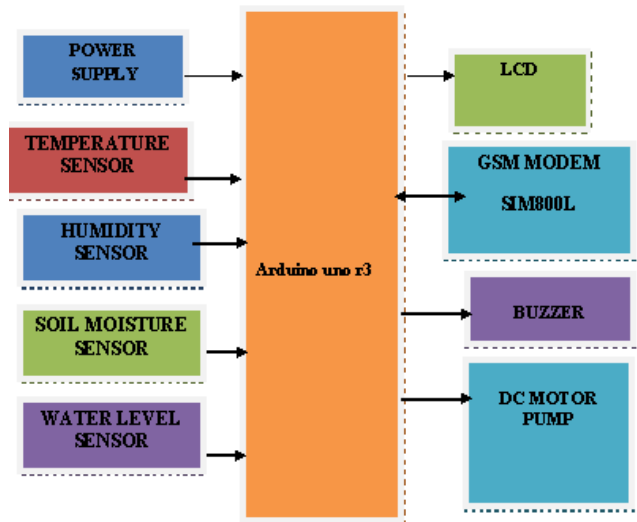 POWER
SUPPLY
TEMPERATURE
SENSOR
HUMIDITY
SENSOR
SOIL MOISTURE
SENSOR
WATER LEVEL
SENSOR
Arduino uno r3
LCD
GSM MODEM
SIM800L
BUZZER
DC MOTOR
PUMP